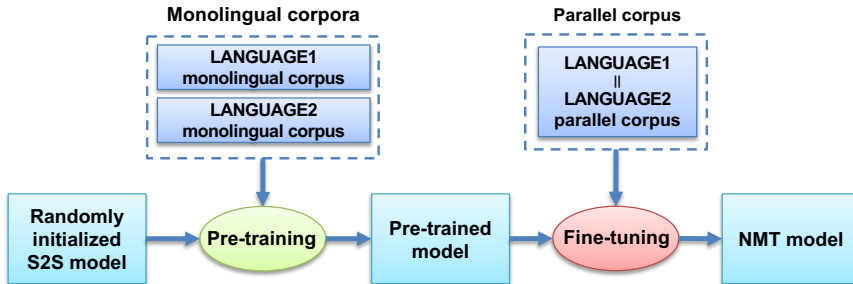 Monolingual corpora
Parallel corpus
LANGUAGE1
monolingual corpus
LANGUAGE2
monolingual corpus
LANGUAGE1
||
LANGUAGE2
parallel corpus
Randomly
initialized
S2S model
Pre-training
Pre-trained
model
Fine-tuning
NMT model